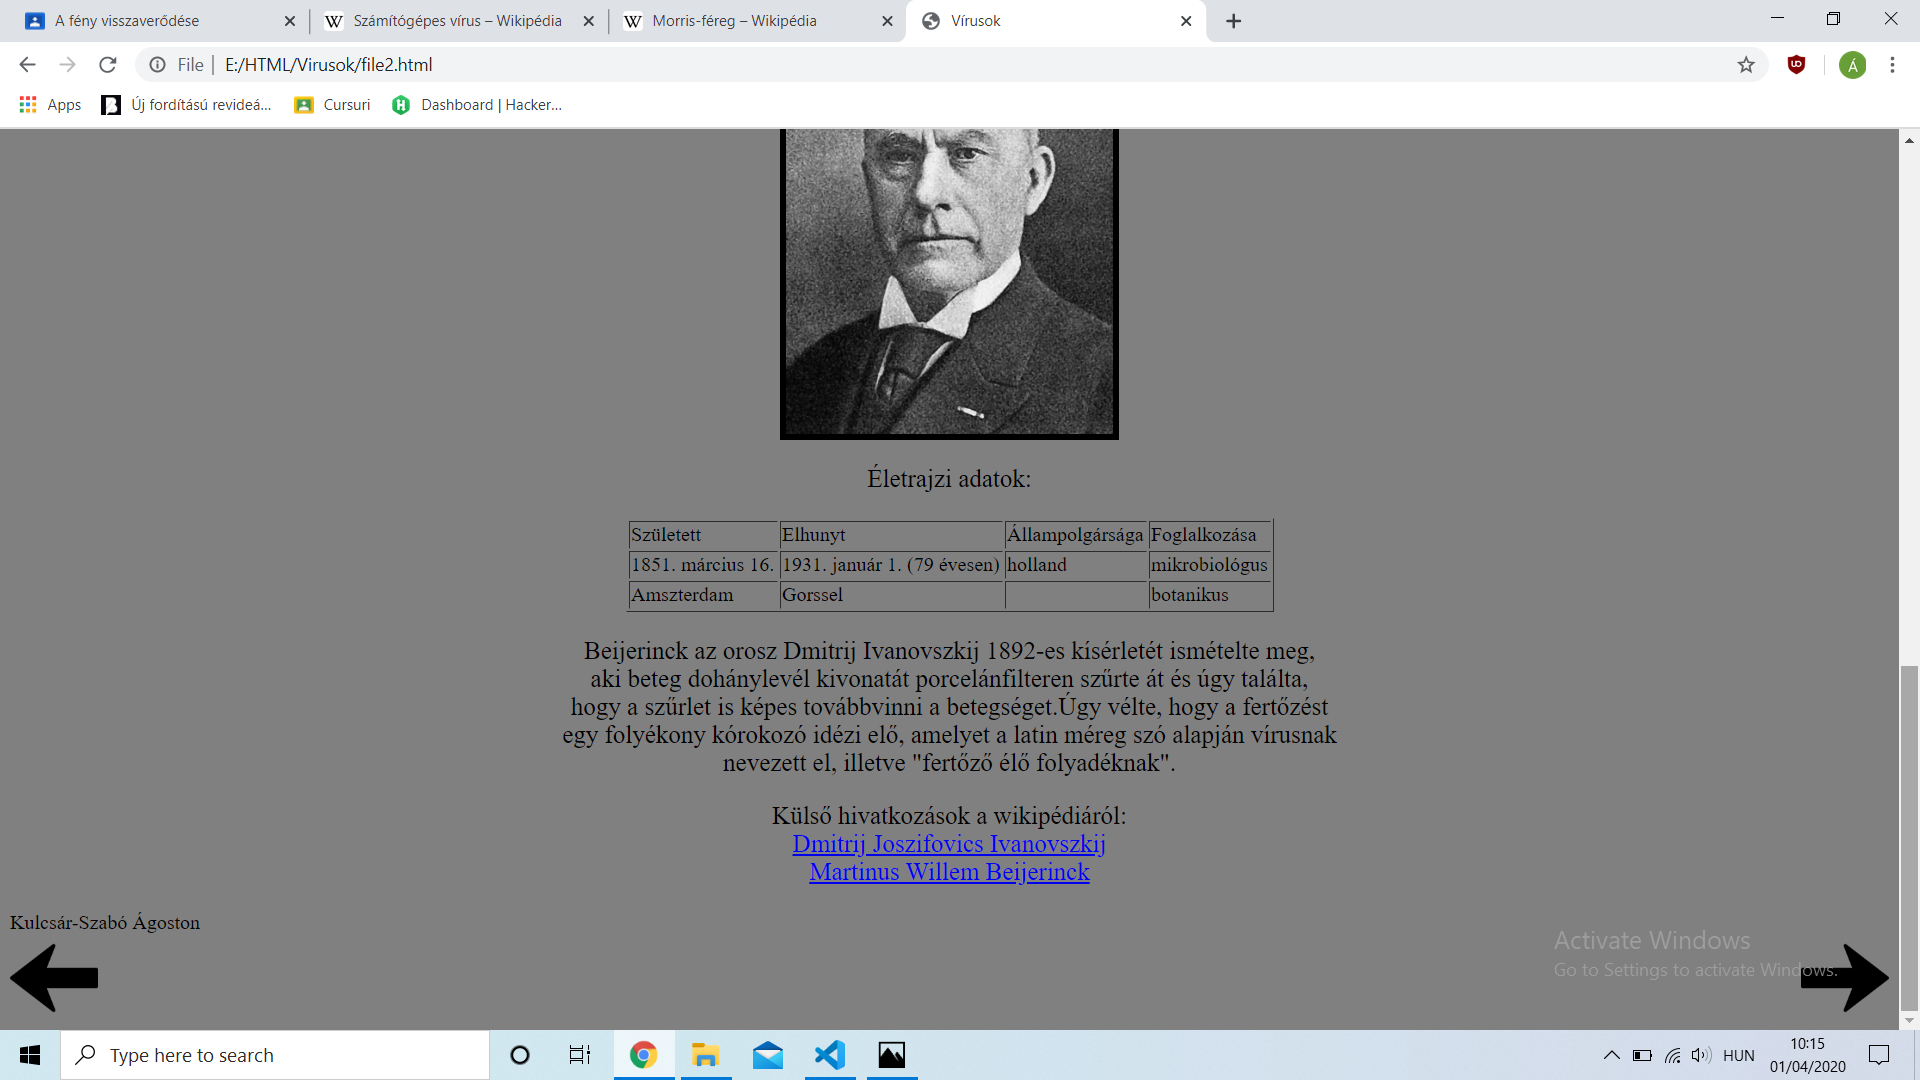 A fény visszaverődése
Számítógépes vírus – Wikipédia
Morris-féreg – Wikipédia
Vírusok
File | E:/HTML/Virusok/file2.html
Á
Apps
Új fordítású revideá...
Cursuri
Dashboard | Hacker...
Életrajzi adatok:
Született Elhunyt Állampolgársága Foglalkozása
1851. március 16. 1931. január 1. (79 évesen) holland mikrobiológus
Amszterdam Gorssel botanikus
Beijerinck az orosz Dmitrij Ivanovszkij 1892-es kísérletét ismételte meg,
aki beteg dohánylevél kivonatát porcelánfilteren szűrte át és úgy találta,
hogy a szűrlet is képes továbbvinni a betegséget.Úgy vélte, hogy a fertőzést
egy folyékony kórokozó idézi elő, amelyet a latin méreg szó alapján vírusnak
nevezett el, illetve "fertőző élő folyadéknak".
Külső hivatkozások a wikipédiáról:
Dmitrij Joszifovics Ivanovszkij
Martinus Willem Beijerinck
Kulcsár-Szabó Ágoston
Activate Windows
Go to Settings to activate Windows.
Type here to search
HUN
10:15
01/04/2020